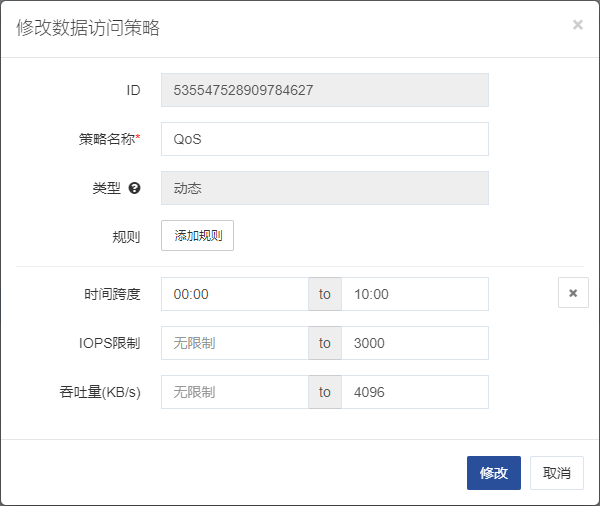 修改数据访问策略 ×
ID 535547528909784627
策略名称* QoS
类型 ? 动态
规则 添加规则
时间跨度 00:00 to 10:00 ×
IOPS限制 无限制 to 3000
吞吐量(KB/s) 无限制 to 4096
修改 取消